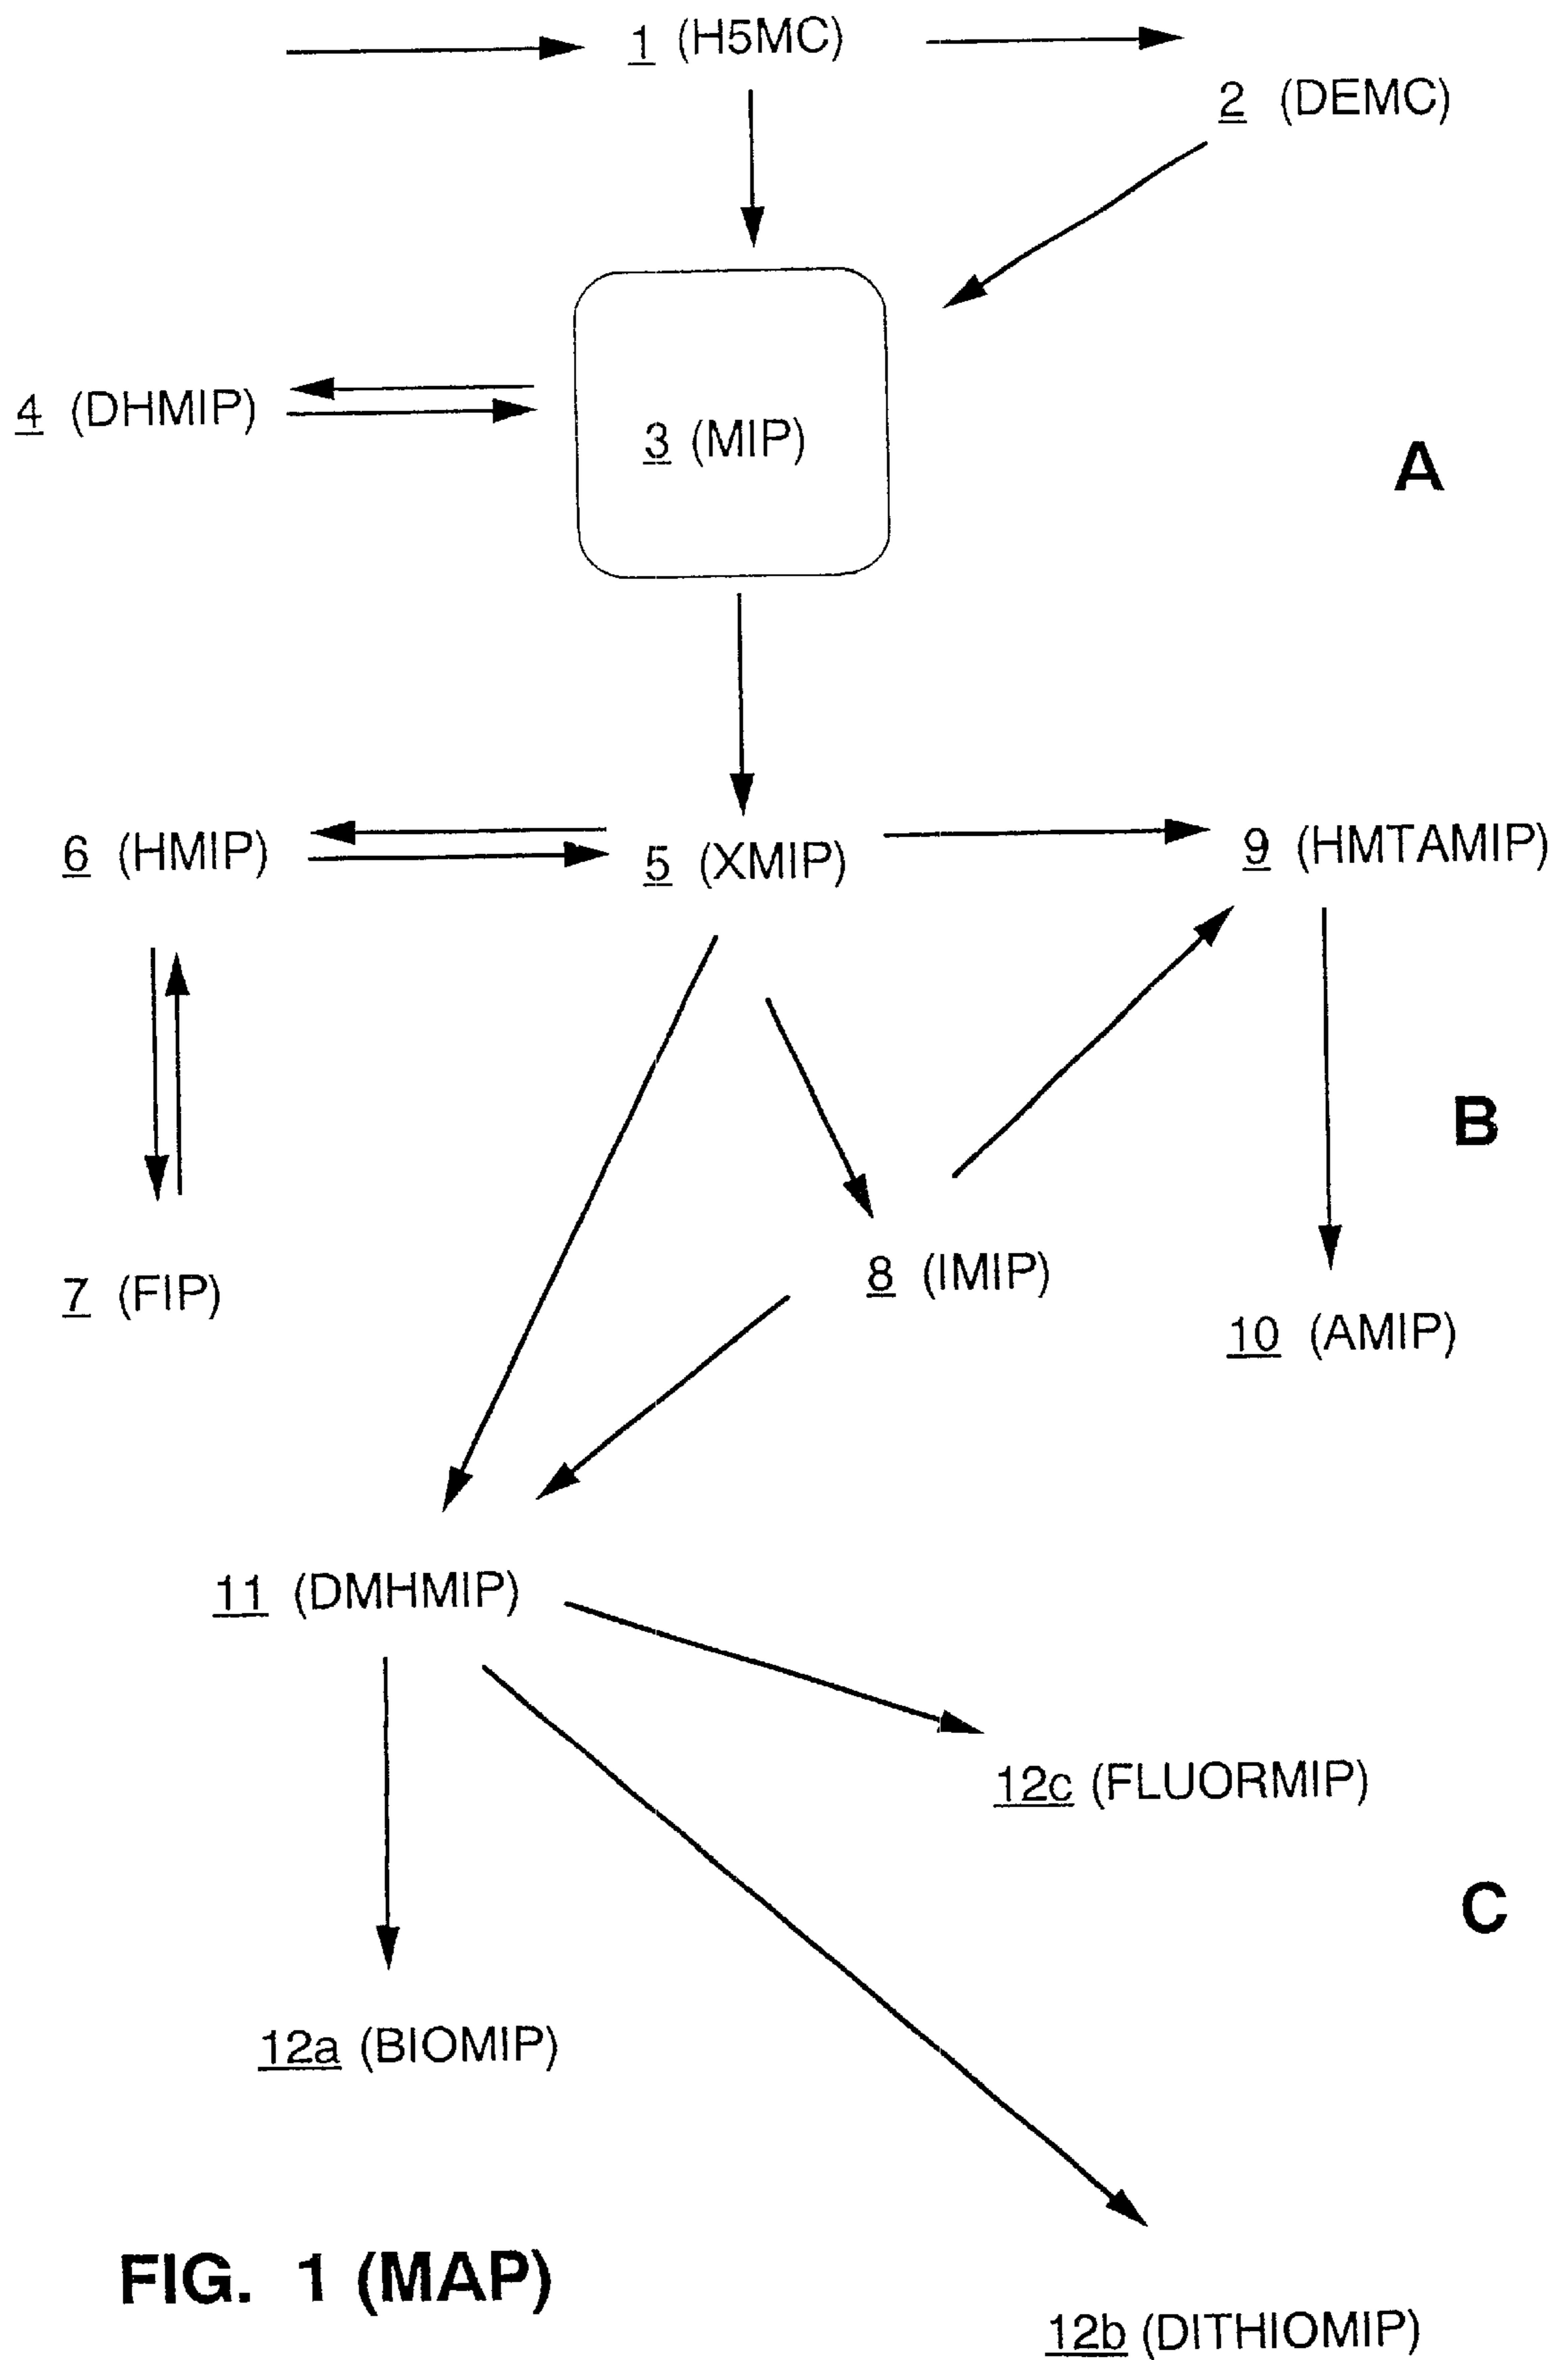 1 (H5MC)
2 (DEMC)
4 (DHMIP)
3 (MIP)
A
6 (HMIP)
5 (XMIP)
9 (HMTAMIP)
B
7 (FIP)
8 (IMIP)
10 (AMIP)
11 (DMHMIP)
12c (FLUORMIP)
C
12a (BIOMIP)
FIG. 1 (MAP)
12b (DITHIOMIP)